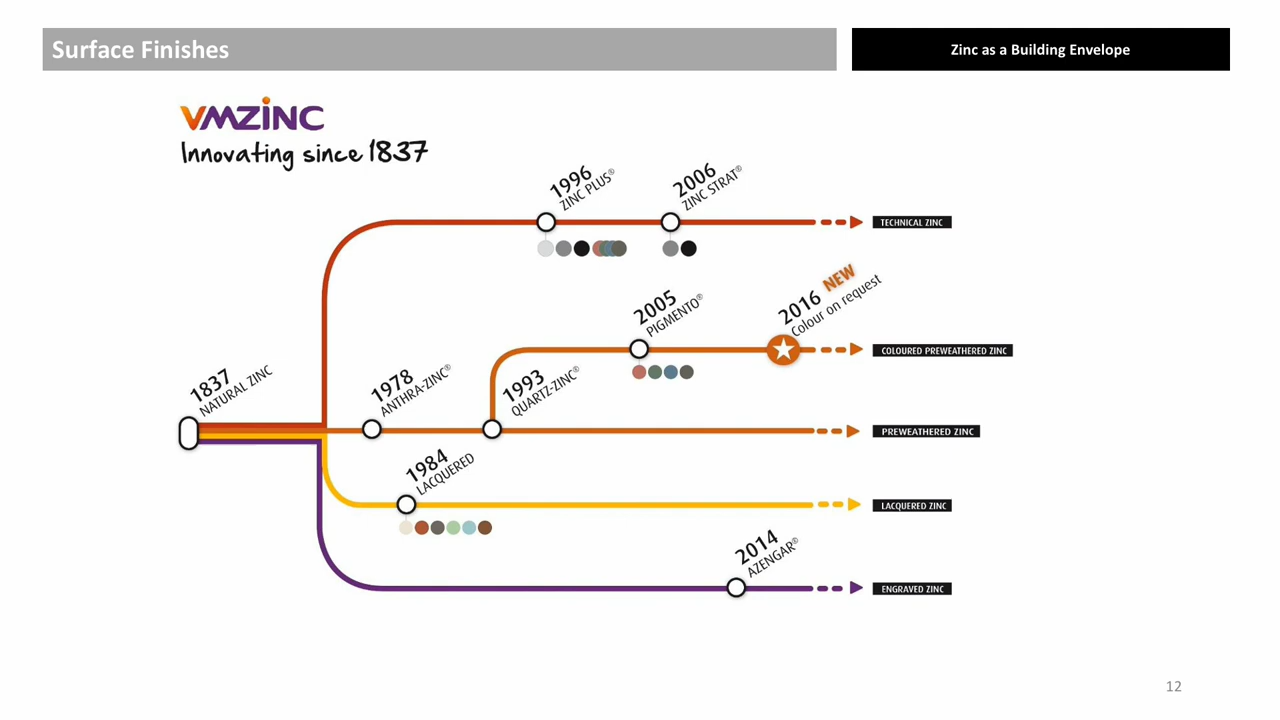 Surface Finishes
Zinc as a Building Envelope
VMZINC
Innovating since 1837
1996
ZINC PLUS®
2006
ZINC STRAT®
TECHNICAL ZINC
2005
PIGMENTO®
2016 NEW
Colour on request
COLOURED PREWEATHERED ZINC
1837
NATURAL ZINC
1978
ANTHRA-ZINC®
1993
QUARTZ-ZINC®
PREWEATHERED ZINC
1984
LACQUERED
LACQUERED ZINC
2014
AZENGAR®
ENGRAVED ZINC
12